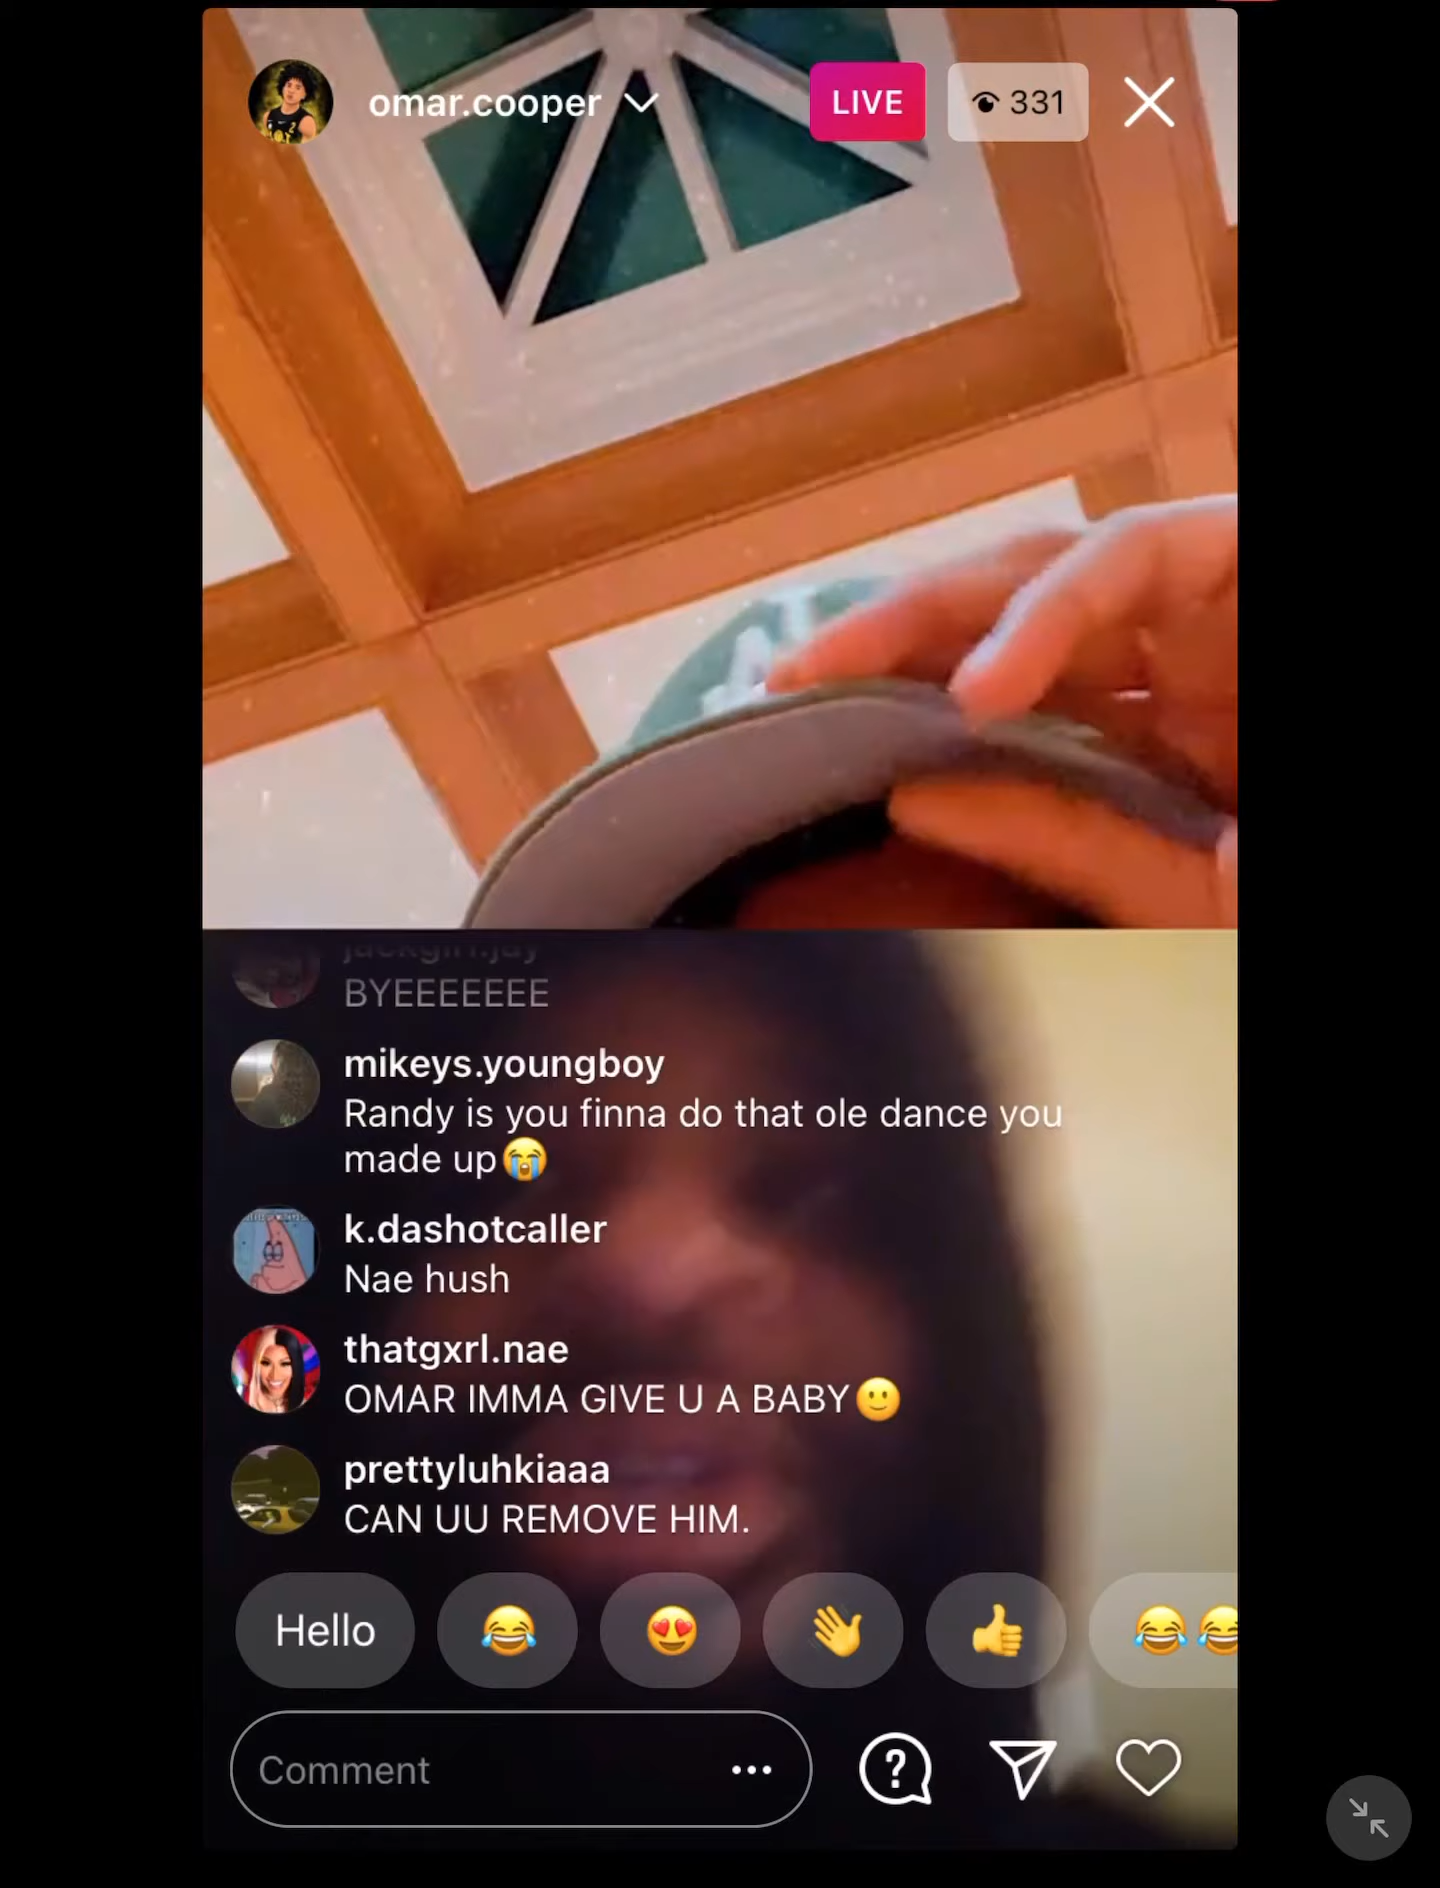 omar.cooper
LIVE
331
BYEEEEEEE
mikeys.youngboy
Randy is you finna do that ole dance you
made up😭
k.dashotcaller
Nae hush
thatgxrl.nae
OMAR IMMA GIVE U A BABY🙂
prettyluhkiaaa
CAN UU REMOVE HIM.
Hello
Comment